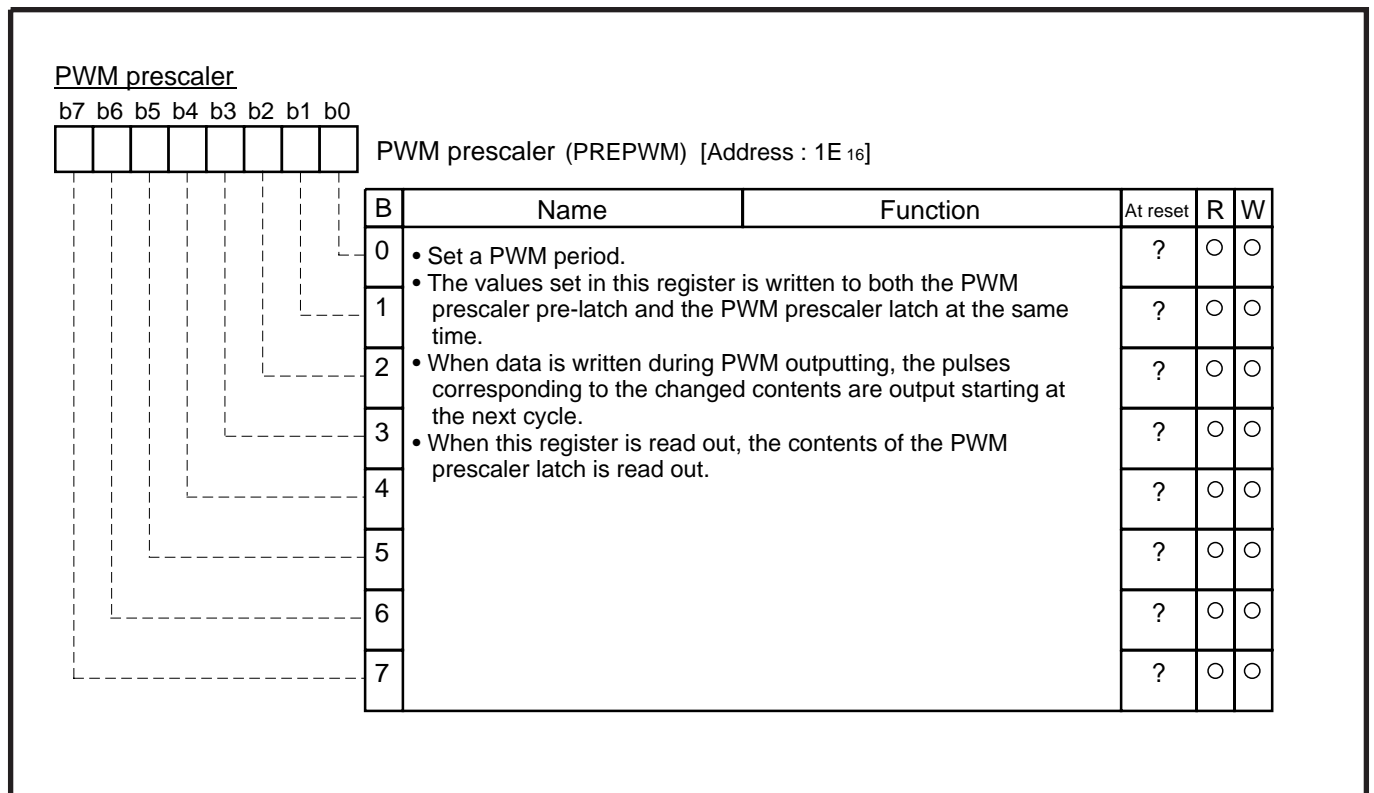 PWM prescaler
b7 b6 b5 b4 b3 b2 b1 b0
PWM prescaler (PREPWM) [Address : 1E 16]
B Name Function At reset R W
0 • Set a PWM period. ? ○ ○
• The values set in this register is written to both the PWM
1 prescaler pre-latch and the PWM prescaler latch at the same ? ○ ○
time.
2 • When data is written during PWM outputting, the pulses ? ○ ○
corresponding to the changed contents are output starting at
the next cycle.
3 • When this register is read out, the contents of the PWM ? ○ ○
prescaler latch is read out.
4 ? ○ ○
5 ? ○ ○
6 ? ○ ○
7 ? ○ ○